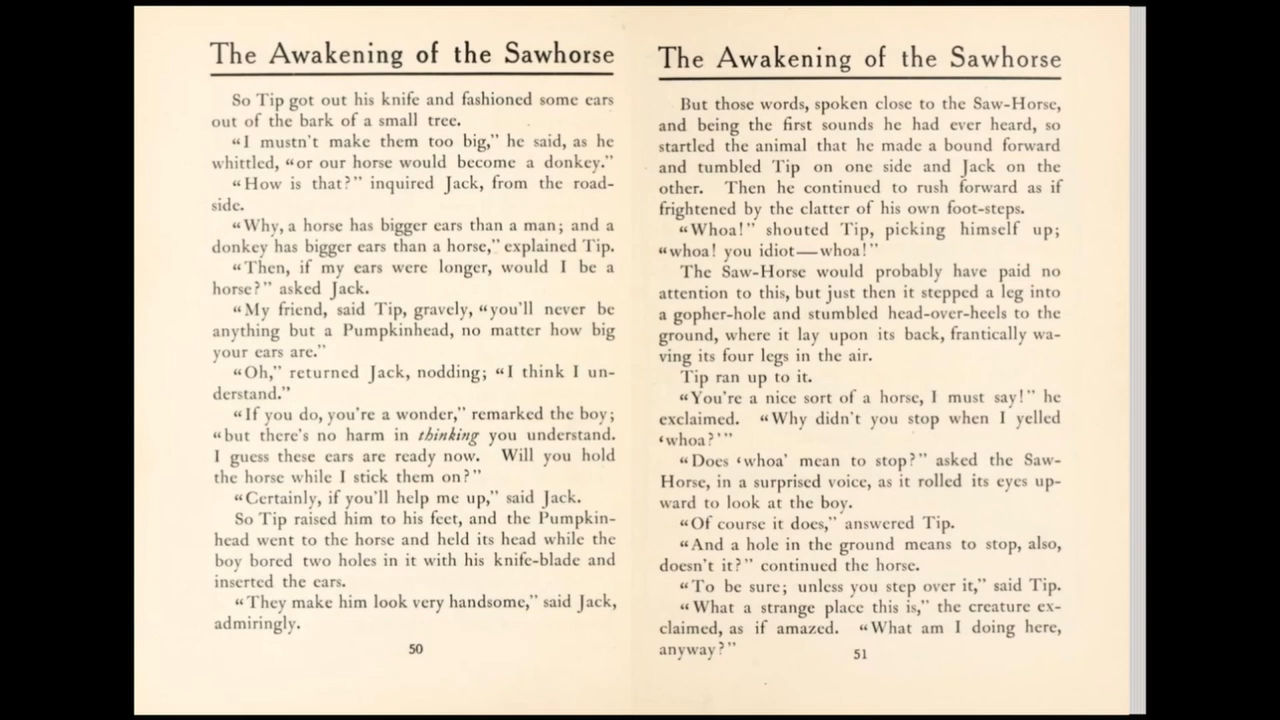 The Awakening of the Sawhorse
So Tip got out his knife and fashioned some ears
out of the bark of a small tree.
“I mustn't make them too big,” he said, as he
whittled, “or our horse would become a donkey.”
“How is that?” inquired Jack, from the road-
side.
“Why, a horse has bigger ears than a man; and a
donkey has bigger ears than a horse,” explained Tip.
“Then, if my ears were longer, would I be a
horse?” asked Jack.
“My friend, said Tip, gravely, “you'll never be
anything but a Pumpkinhead, no matter how big
your ears are.”
“Oh,” returned Jack, nodding; “I think I un-
derstand.”
“If you do, you're a wonder,” remarked the boy;
“but there's no harm in thinking you understand.
I guess these ears are ready now. Will you hold
the horse while I stick them on?”
“Certainly, if you'll help me up,” said Jack.
So Tip raised him to his feet, and the Pumpkin-
head went to the horse and held its head while the
boy bored two holes in it with his knife-blade and
inserted the ears.
“They make him look very handsome,” said Jack,
admiringly.
50
The Awakening of the Sawhorse
But those words, spoken close to the Saw-Horse,
and being the first sounds he had ever heard, so
startled the animal that he made a bound forward
and tumbled Tip on one side and Jack on the
other. Then he continued to rush forward as if
frightened by the clatter of his own foot-steps.
“Whoa!” shouted Tip, picking himself up;
“whoa! you idiot—whoa!”
The Saw-Horse would probably have paid no
attention to this, but just then it stepped a leg into
a gopher-hole and stumbled head-over-heels to the
ground, where it lay upon its back, frantically wa-
ving its four legs in the air.
Tip ran up to it.
“You're a nice sort of a horse, I must say!” he
exclaimed. “Why didn't you stop when I yelled
‘whoa?’”
“Does ‘whoa’ mean to stop?” asked the Saw-
Horse, in a surprised voice, as it rolled its eyes up-
ward to look at the boy.
“Of course it does,” answered Tip.
“And a hole in the ground means to stop, also,
doesn't it?” continued the horse.
“To be sure; unless you step over it,” said Tip.
“What a strange place this is,” the creature ex-
claimed, as if amazed. “What am I doing here,
anyway?”
51